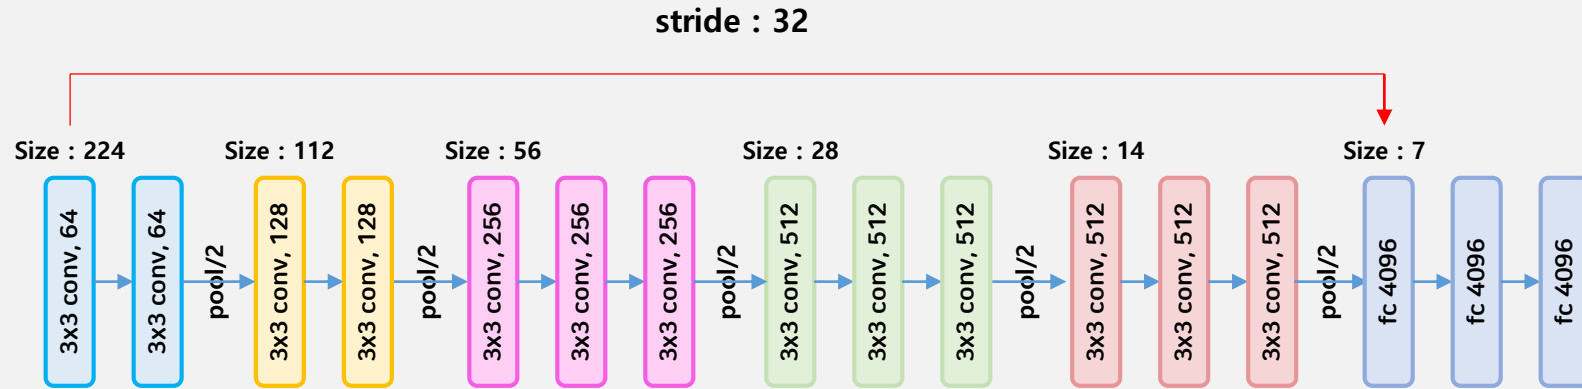 stride : 32
Size : 224
Size : 112
Size : 56
Size : 28
Size : 14
Size : 7
3x3 conv, 64
3x3 conv, 64
pool/2
3x3 conv, 128
3x3 conv, 128
pool/2
3x3 conv, 256
3x3 conv, 256
3x3 conv, 256
pool/2
3x3 conv, 512
3x3 conv, 512
3x3 conv, 512
pool/2
3x3 conv, 512
3x3 conv, 512
3x3 conv, 512
pool/2
fc 4096
fc 4096
fc 4096